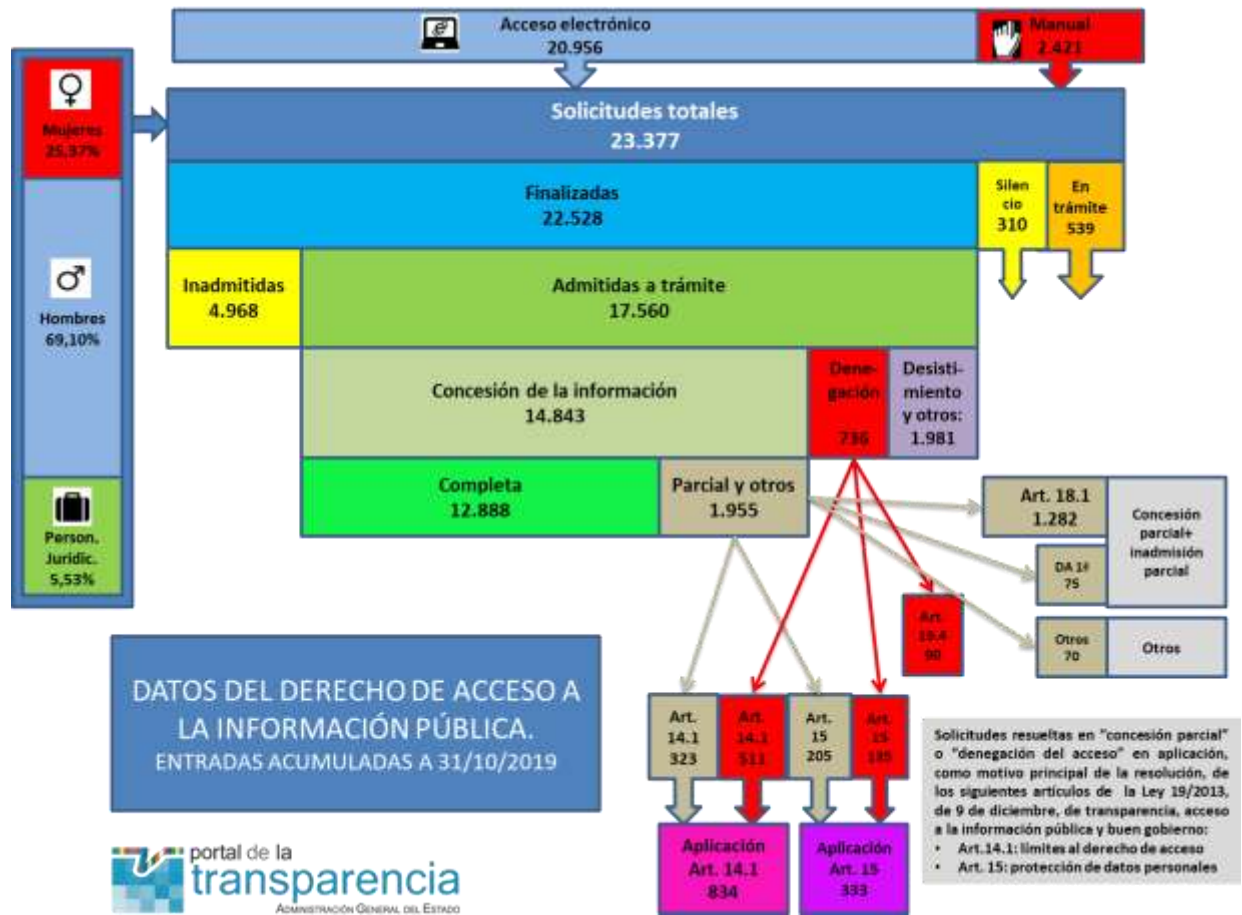 Acceso electrónico
20.956
Manual
2.421
Mujeres
25,37%
Hombres
69,10%
Person.
Juridic.
5,53%
Solicitudes totales
23.377
Finalizadas
22.528
Silen
cio
310
En
trámite
539
Inadmitidas
4.968
Admitidas a trámite
17.560
Concesión de la información
14.843
Dene-
gación
736
Desisti-
miento
y otros:
1.981
Completa
12.888
Parcial y otros
1.955
Art. 18.1
1.282
DA 1ª
75
Concesión
parcial+
inadmisión
parcial
Otros
70
Otros
Art.
19.4
90
Art.
14.1
323
Art.
14.1
511
Art.
15
205
Art.
15
Aplicación
Art. 14.1
834
Aplicación
Art. 15
333
DATOS DEL DERECHO DE ACCESO A
LA INFORMACIÓN PÚBLICA.
ENTRADAS ACUMULADAS A 31/10/2019
Solicitudes resueltas en "concesión parcial"
o "denegación del acceso" en aplicación,
como motivo principal de la resolución, de
los siguientes artículos de la Ley 19/2013,
de 9 de diciembre, de transparencia, acceso
a la información pública y buen gobierno:
• Art.14.1: límites al derecho de acceso
• Art. 15: protección de datos personales
portal de la
transparencia
ADMINISTRACIÓN GENERAL DEL ESTADO